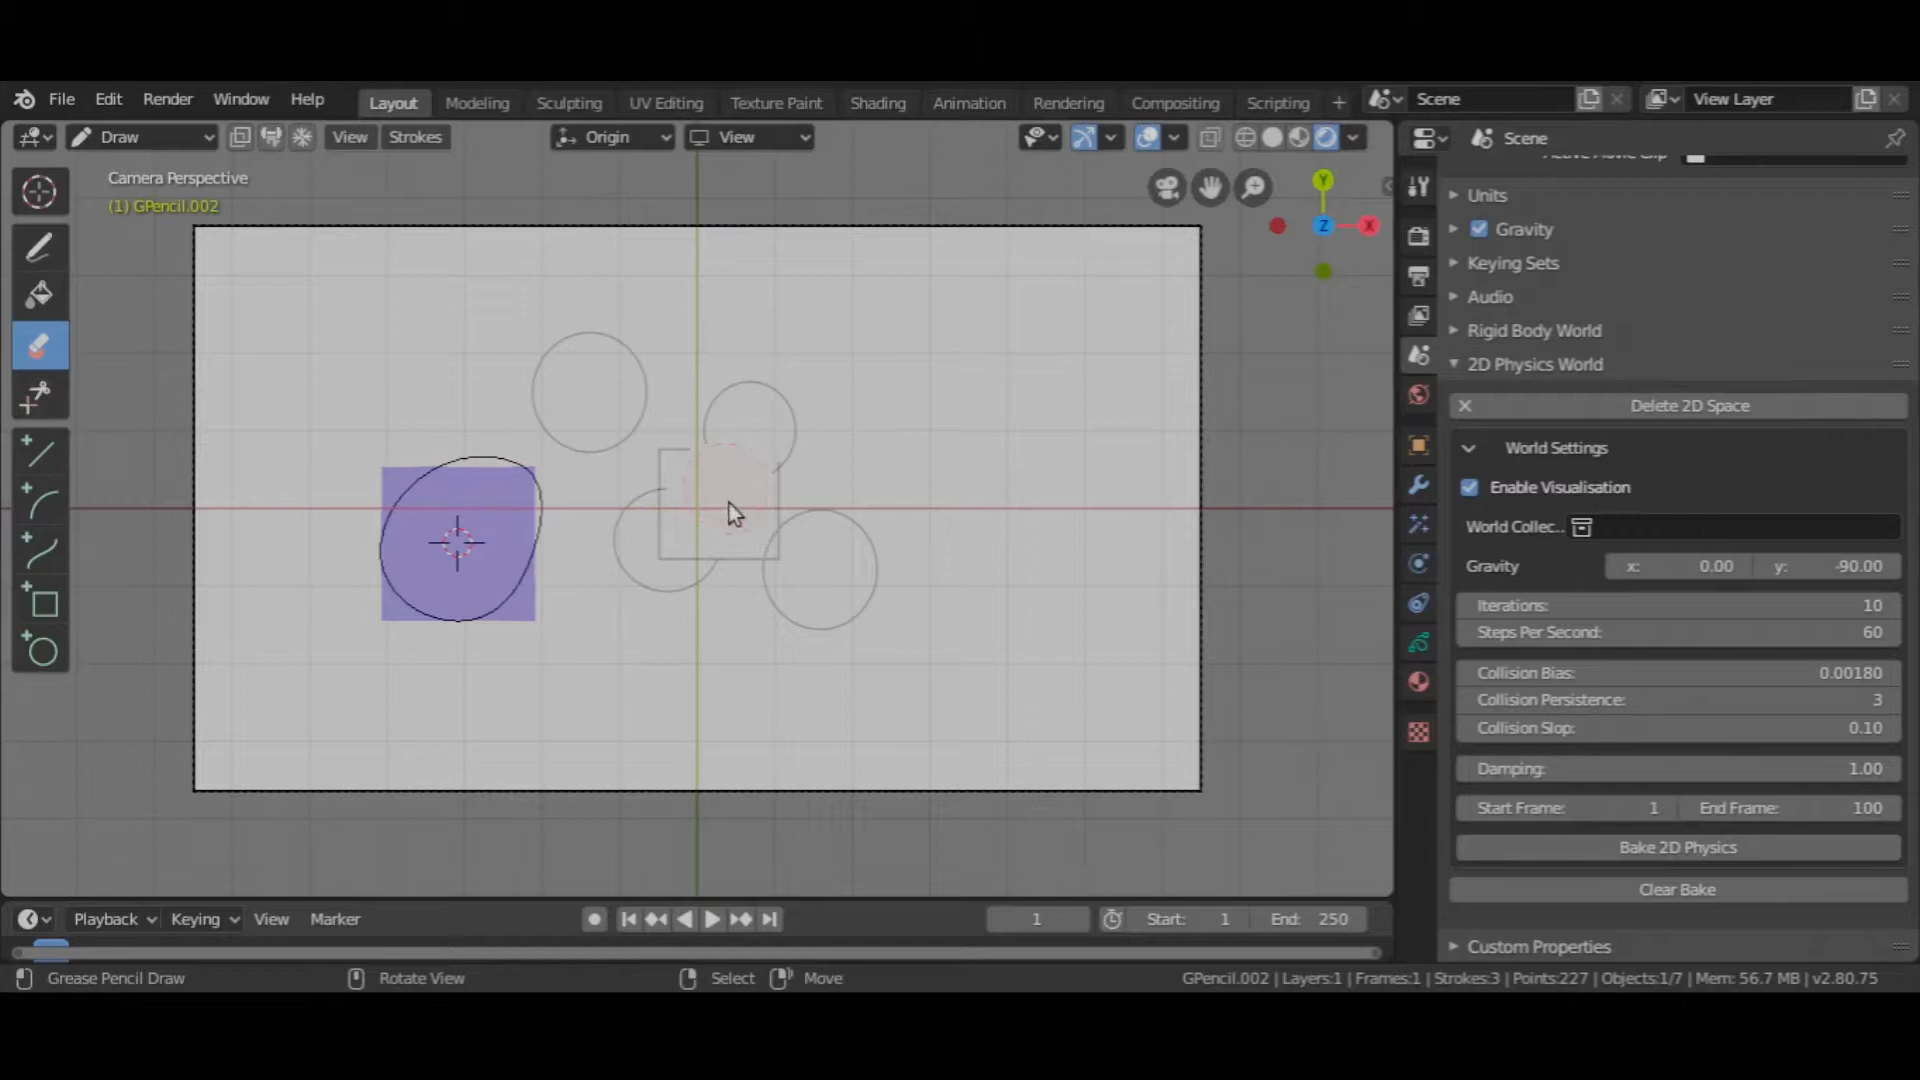 File Edit Render Window Help Layout Modeling Sculpting UV Editing Texture Paint Shading Animation Rendering Compositing Scripting + Scene View Layer
Draw View Strokes Origin View Scene
Camera Perspective
(1) GPencil.002
Y
Z X
Active Movie Clip
Units
Gravity
Keying Sets
Audio
Rigid Body World
2D Physics World
Delete 2D Space
World Settings
Enable Visualisation
World Collec..
Gravity x: 0.00 y: -90.00
Iterations: 10
Steps Per Second: 60
Collision Bias: 0.00180
Collision Persistence: 3
Collision Slop: 0.10
Damping: 1.00
Start Frame: 1 End Frame: 100
Bake 2D Physics
Clear Bake
Custom Properties
Playback Keying View Marker 1 Start: 1 End: 250
Grease Pencil Draw Rotate View Select Move GPencil.002 | Layers:1 | Frames:1 | Strokes:3 | Points:227 | Objects:1/7 | Mem: 56.7 MB | v2.80.75